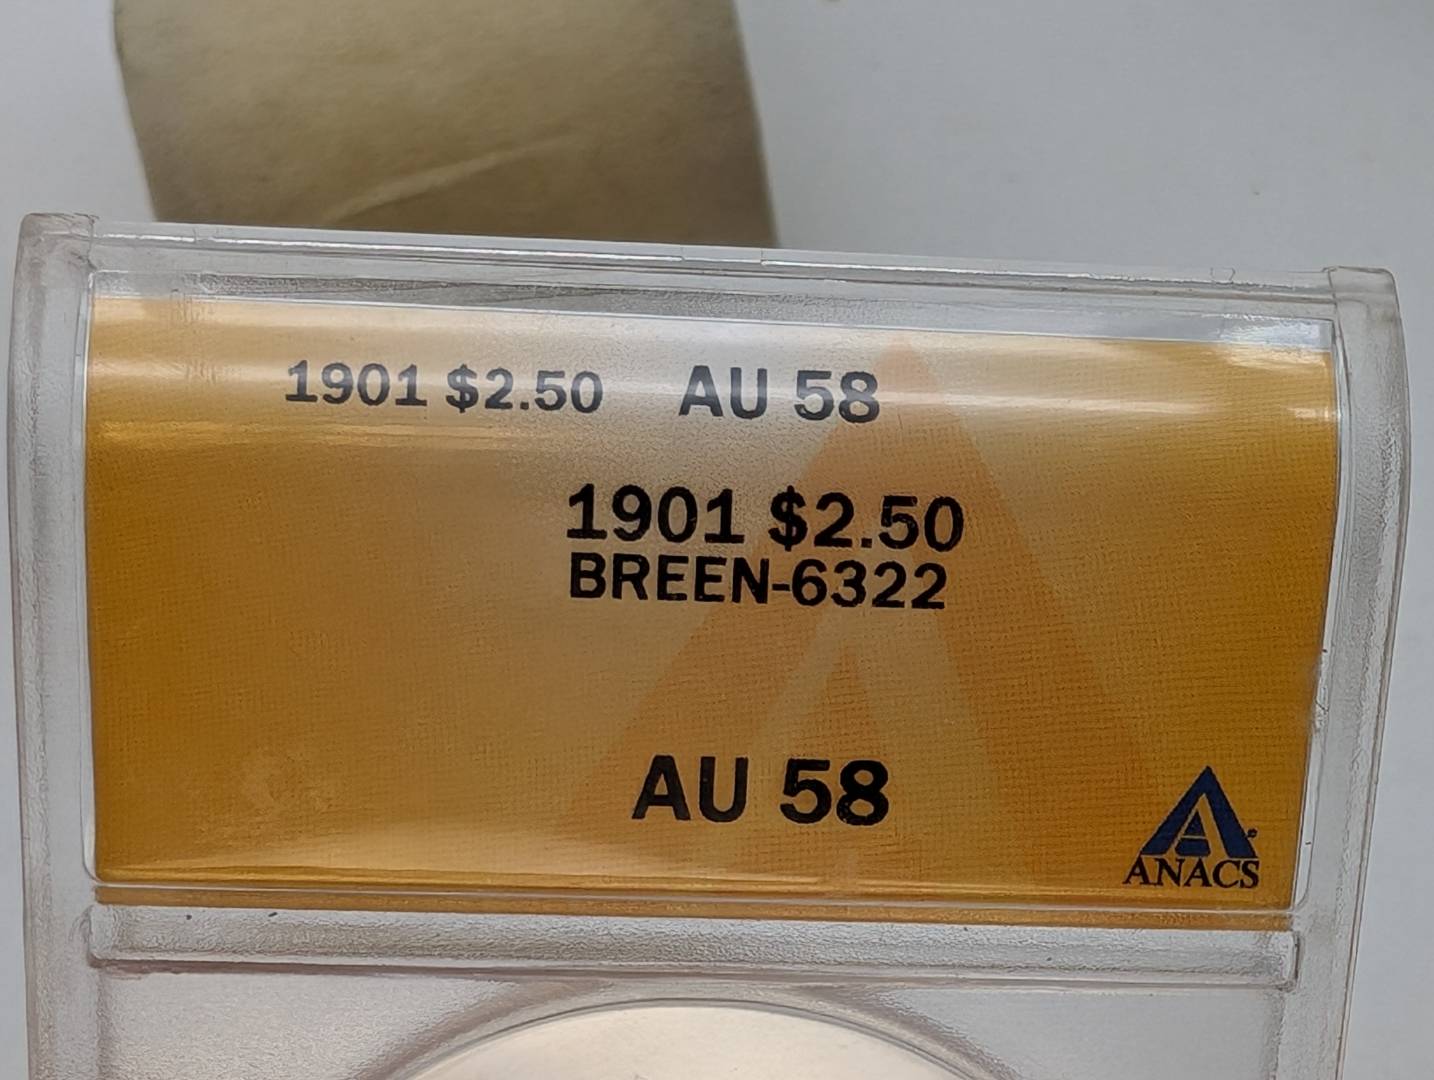 1901 $2.50 AU 58
1901 $2.50
BREEN-6322
AU 58
ANACS